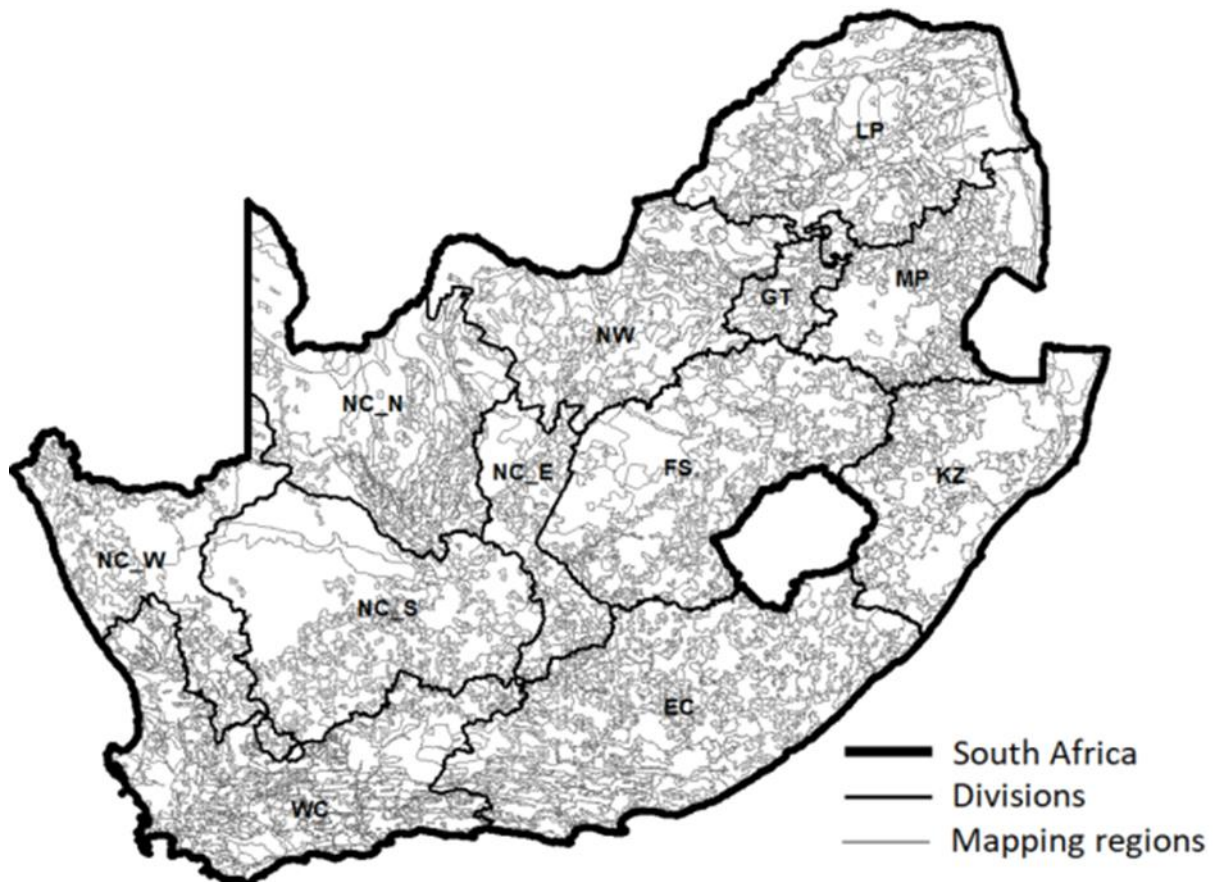 LP
MP
GT
NW
NC_N
NC_E
FS
KZ
NC_W
NC_S
EC
WC
South Africa
Divisions
Mapping regions